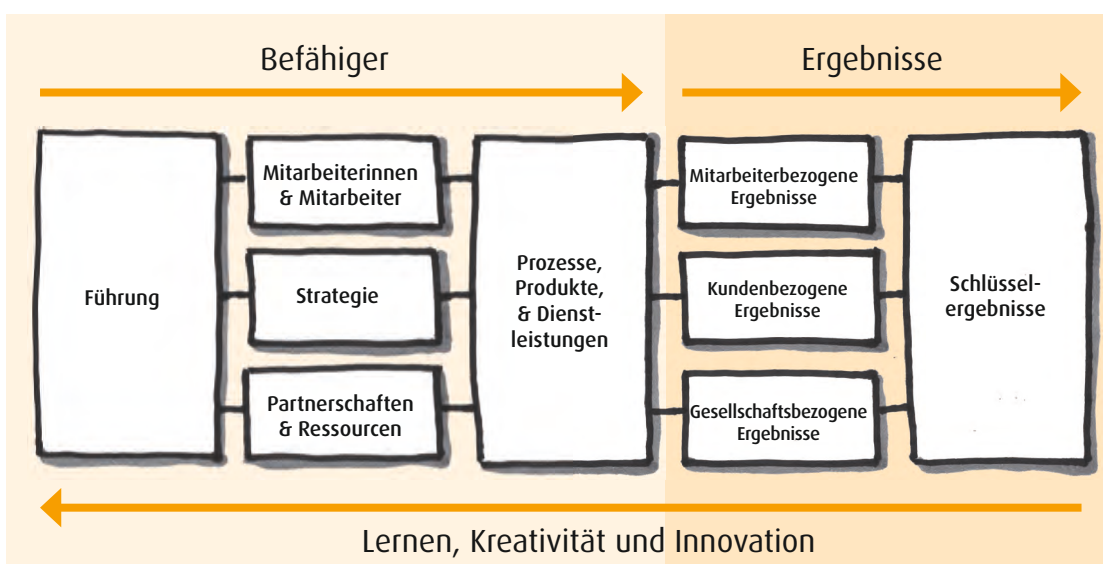 Befähiger
Ergebnisse
Führung
Mitarbeiterinnen
& Mitarbeiter
Strategie
Partnerschaften
& Ressourcen
Prozesse,
Produkte,
& Dienst-
leistungen
Mitarbeiterbezogene
Ergebnisse
Kundenbezogene
Ergebnisse
Gesellschaftsbezogene
Ergebnisse
Schlüssel-
ergebnisse
Lernen, Kreativität und Innovation